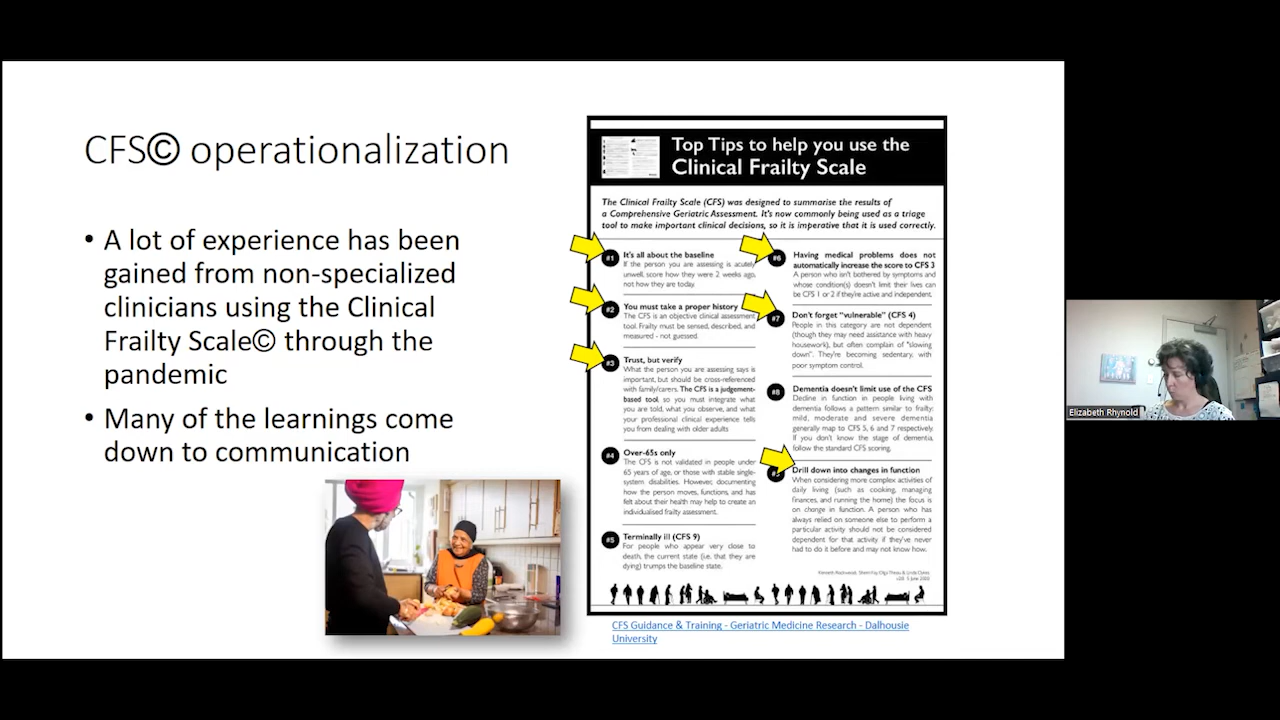 CFS© operationalization
• A lot of experience has been
gained from non-specialized
clinicians using the Clinical
Frailty Scale© through the
pandemic
• Many of the learnings come
down to communication
Top Tips to help you use the
Clinical Frailty Scale
The Clinical Frailty Scale (CFS) was designed to summarise the results of
a Comprehensive Geriatric Assessment. It's now commonly being used as a triage
tool to make important clinical decisions, so it is imperative that it is used correctly.
#1 It's all about the baseline
If the person you are assessing is acutely
unwell, score how they were 2 weeks ago,
not how they are today.
#2 You must take a proper history
The CFS is an objective clinical assessment
tool. Frailty must be sensed, described, and
measured - not guessed.
#3 Trust, but verify
What the person you are assessing says is
important, but should be cross-referenced
with family/carers. The CFS is a judgement-
based tool, so you must integrate what
you are told, what you observe, and what
your professional clinical experience tells
you from dealing with older adults
#4 Over-65s only
The CFS is not validated in people under
65 years of age, or those with stable single-
system disabilities. However, documenting
how the person moves, functions, and has
felt about their health may help to create an
individualised frailty assessment.
#5 Terminally ill (CFS 9)
For people who appear very close to
death, the current state (i.e. that they are
dying) trumps the baseline state.
#6 Having medical problems does not
automatically increase the score to CFS 3
A person who isn't bothered by symptoms and
whose condition(s) doesn't limit their lives can
be CFS 1 or 2 if they're active and independent.
#7 Don't forget "vulnerable" (CFS 4)
People in this category are not dependent
(though they may need assistance with heavy
housework), but often complain of "slowing
down". They're becoming sedentary, with
poor symptom control.
#8 Dementia doesn't limit use of the CFS
Decline in function in people living with
dementia follows a pattern similar to frailty:
mild, moderate and severe dementia
generally map to CFS 5, 6 and 7 respectively.
If you don't know the stage of dementia,
follow the standard CFS scoring.
Drill down into changes in function
When considering more complex activities of
daily living (such as cooking, managing
finances, and running the home) the focus is
on change in function. A person who has
always relied on someone else to perform a
particular activity should not be considered
dependent for that activity if they've never
had to do it before and may not know how.
Kenneth Rockwood, Sherri Fay, Olga Theou & Linda Dykes
CFS Guidance & Training - Geriatric Medicine Research - Dalhousie
University
Elizabeth Rhynold